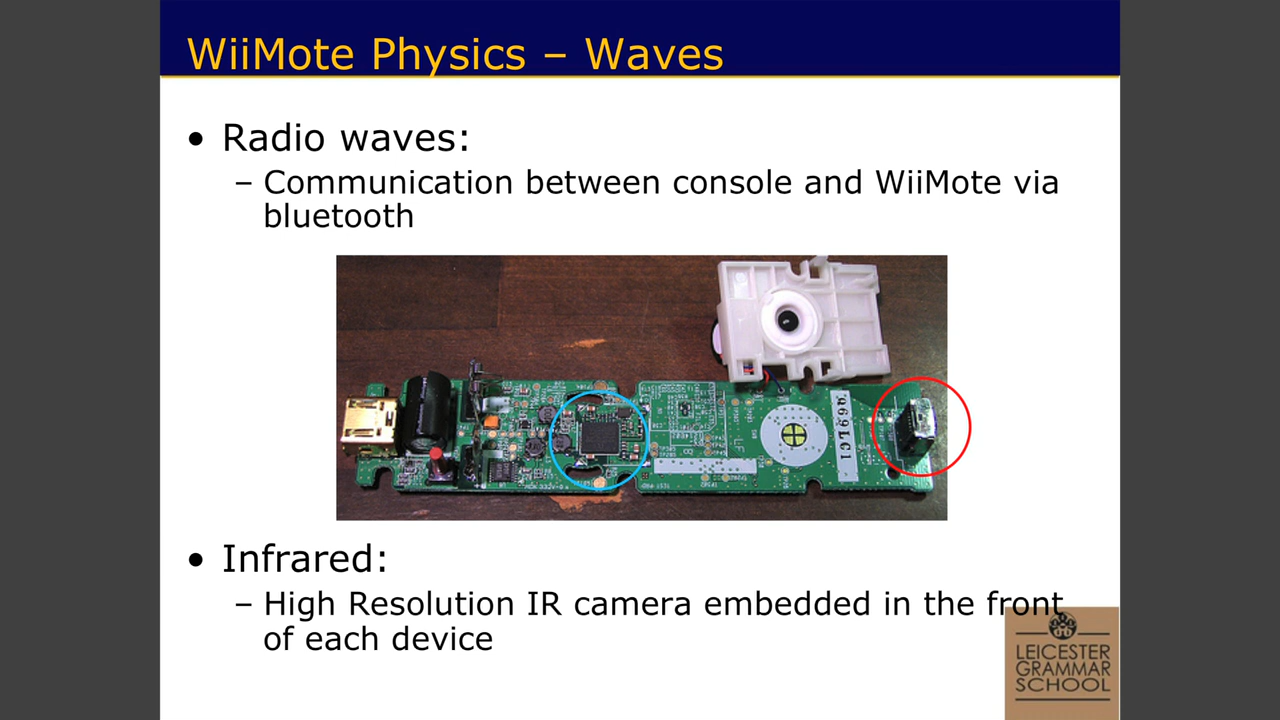 WiiMote Physics – Waves
• Radio waves:
– Communication between console and WiiMote via
bluetooth
Q69LC1
• Infrared:
– High Resolution IR camera embedded in the front
of each device
LEICESTER
GRAMMAR
SCHOOL